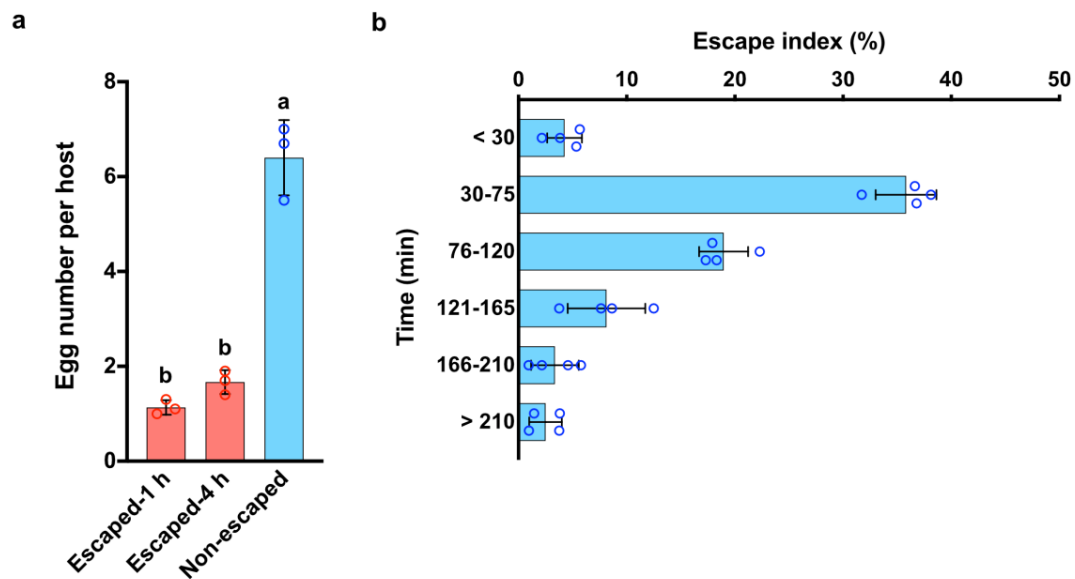 a
Egg number per host
8
6
4
2
0
b
b
a
Escaped-1 h
Escaped-4 h
Non-escaped
b
Escape index (%)
0 10 20 30 40 50
Time (min)
< 30
30-75
76-120
121-165
166-210
> 210